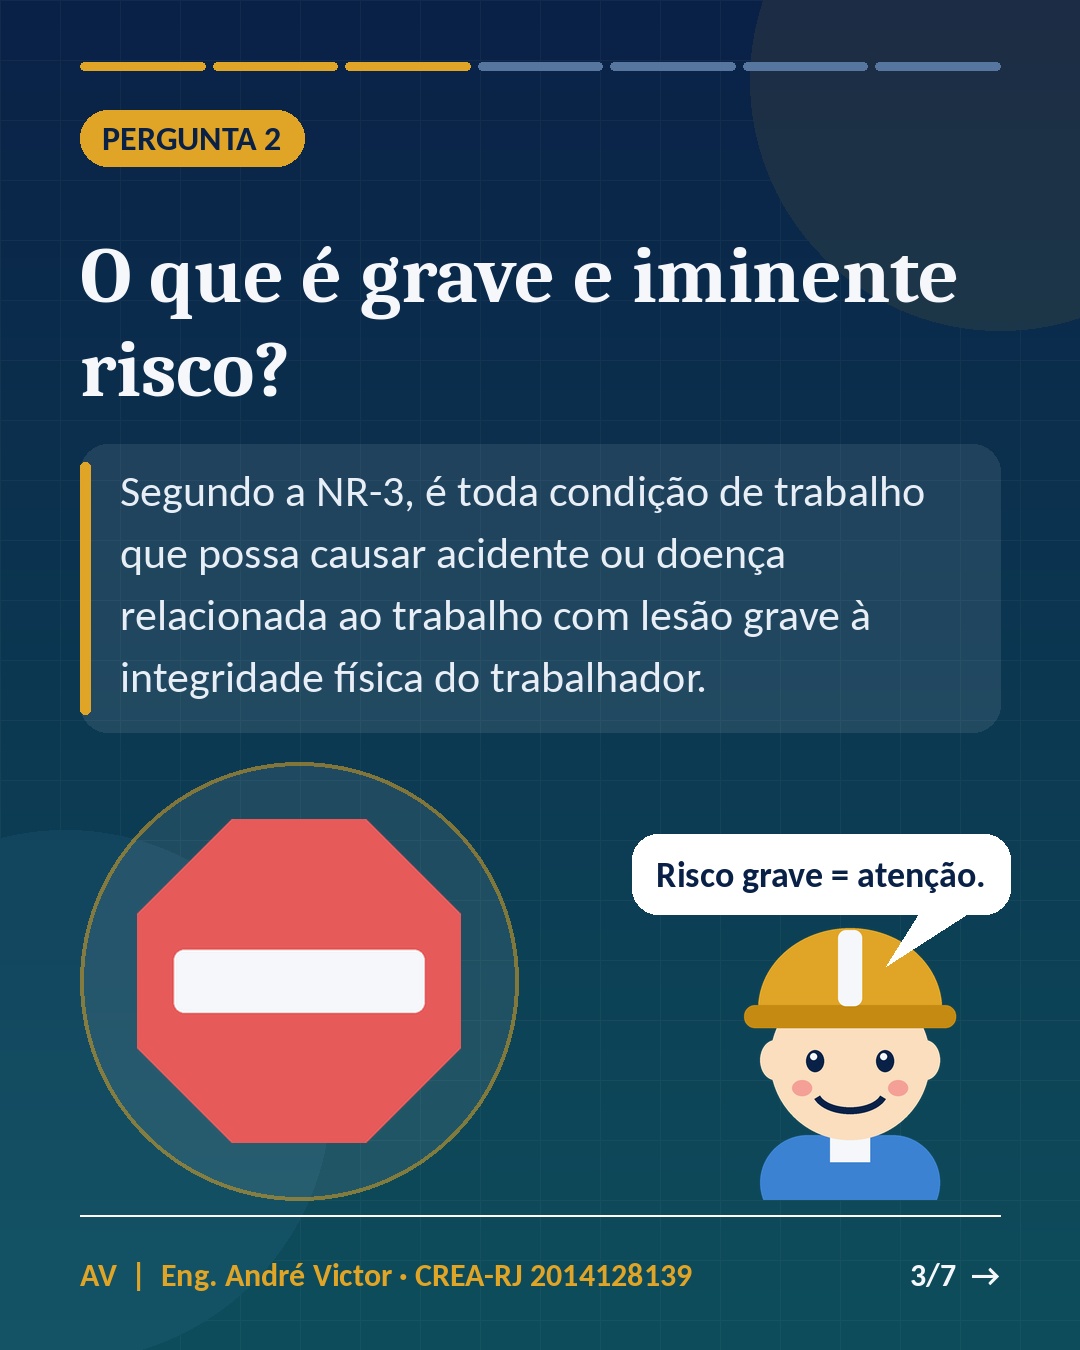 PERGUNTA 2
O que é grave e iminente
risco?
Segundo a NR-3, é toda condição de trabalho
que possa causar acidente ou doença
relacionada ao trabalho com lesão grave à
integridade física do trabalhador.
Risco grave = atenção.
AV | Eng. André Victor · CREA-RJ 2014128139
3/7 →